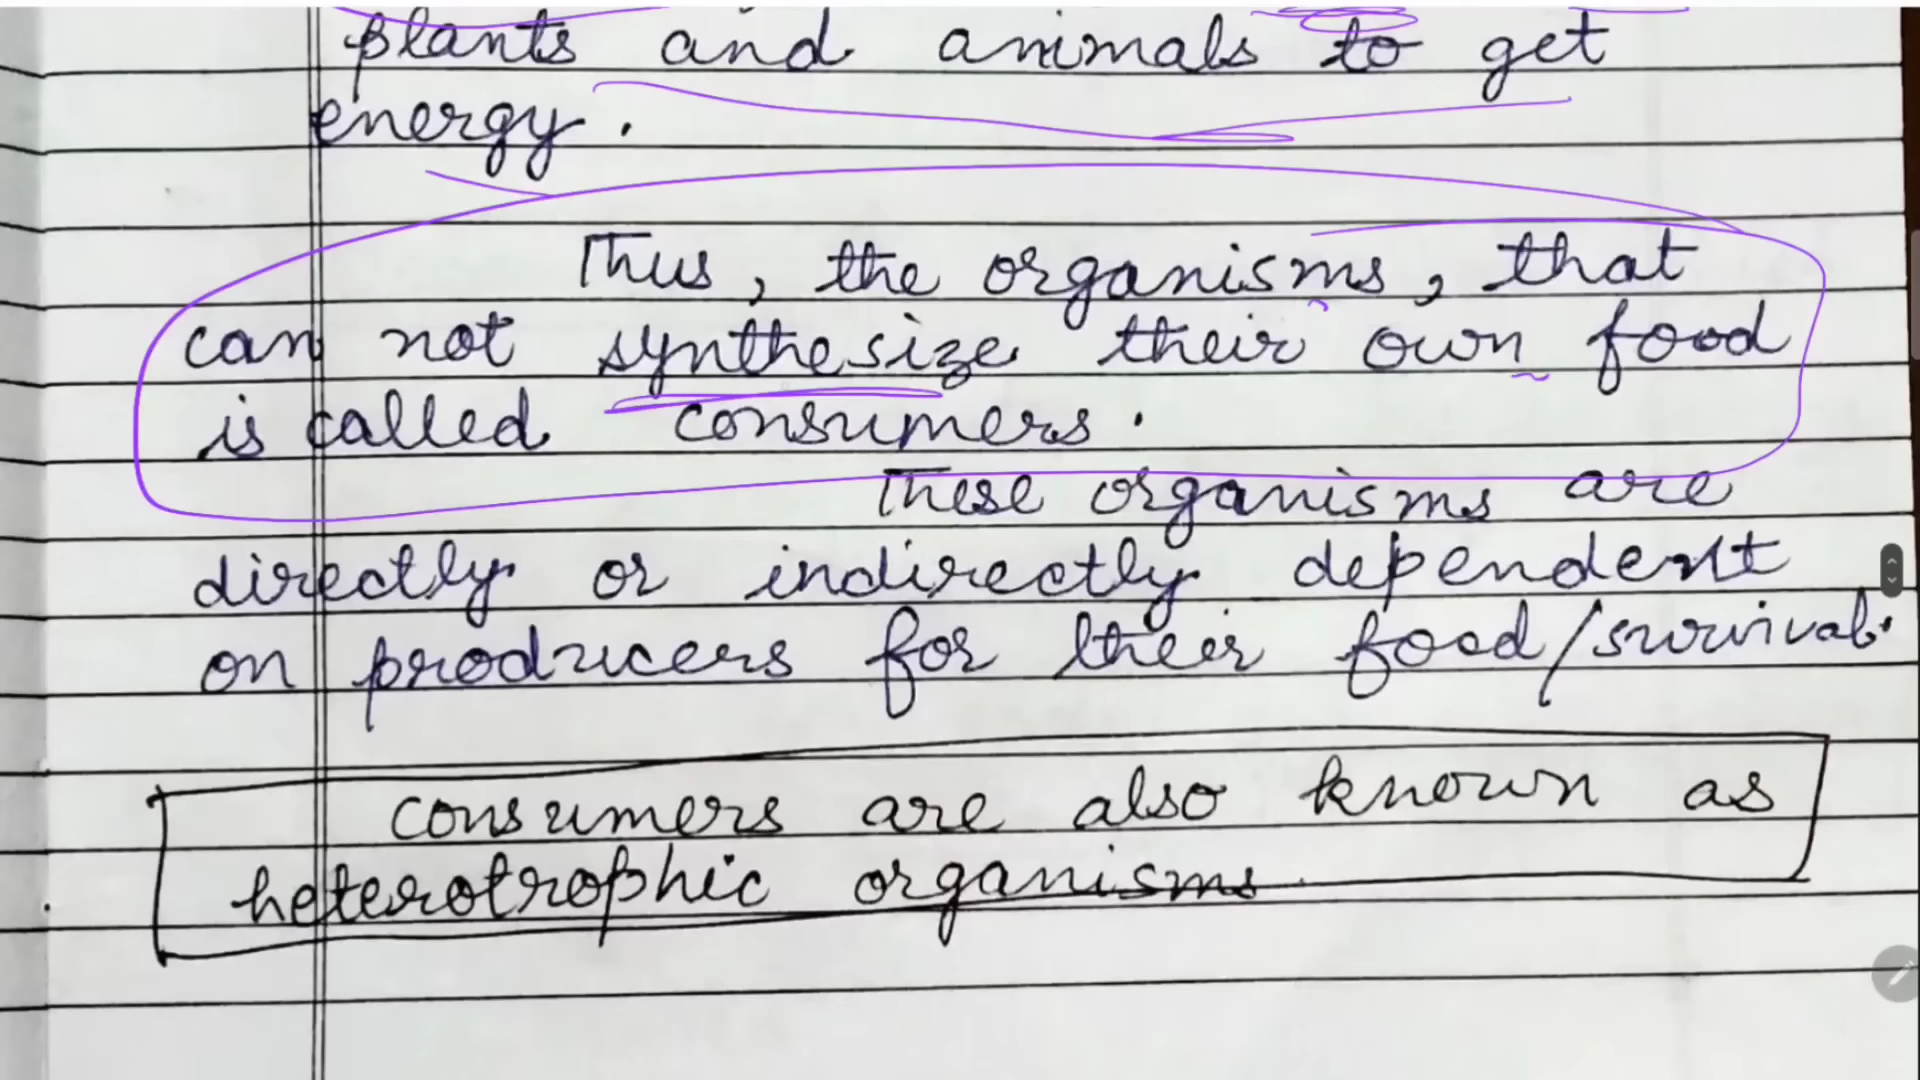 plants and animals to get
energy.
Thus, the organisms, that
can not synthesize their own food
is called consumers.
These organisms are
directly or indirectly dependent
on producers for their food/survival.
consumers are also known as
heterotrophic organisms.